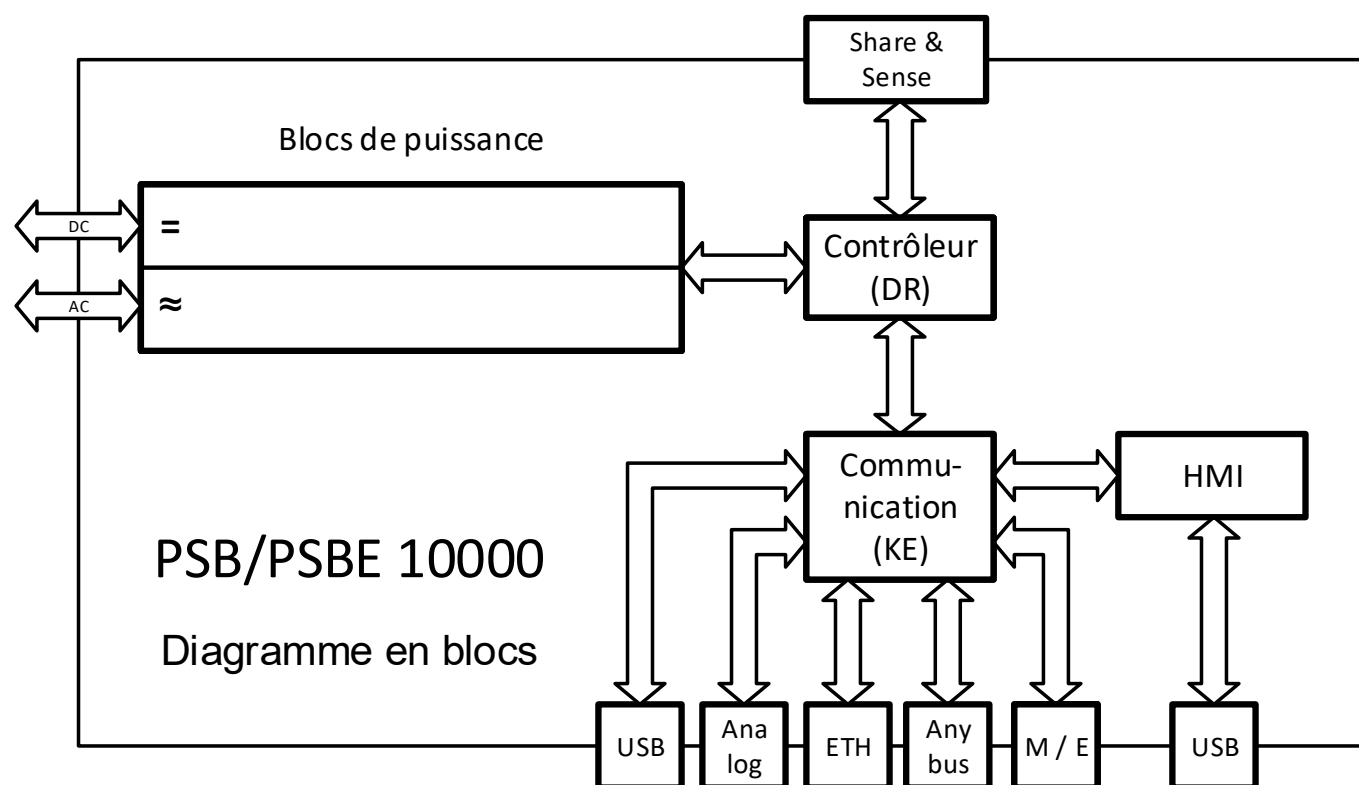 Share &
Sense
Blocs de puissance
DC
=
Contrôleur
(DR)
AC
≈
Commu-
nication
(KE)
HMI
PSB/PSBE 10000
Diagramme en blocs
USB
Ana
log
ETH
Any
bus
M / E
USB